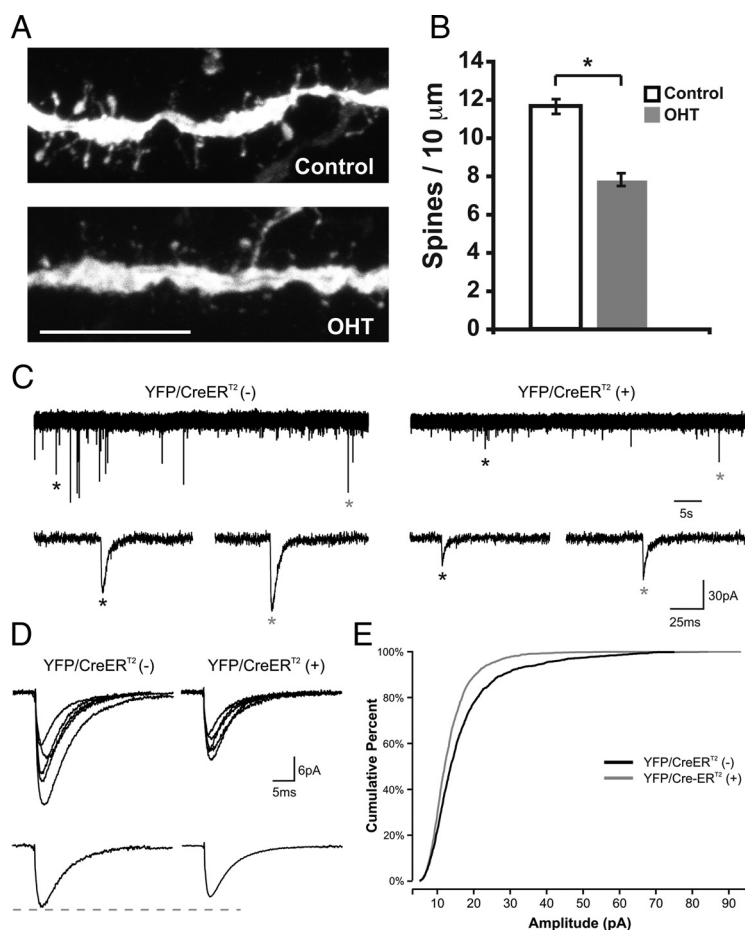 A
Control
OHT
B
Spines / 10 μm
14
12
10
8
6
4
2
0
*
Control
OHT
C
YFP/CreER^T2 (-)
YFP/CreER^T2 (+)
*
*
*
*
5s
*
*
*
*
30pA
25ms
D
YFP/CreER^T2 (-)
YFP/CreER^T2 (+)
6pA
5ms
E
Cumulative Percent
100%
80%
60%
40%
20%
0%
YFP/CreER^T2 (-)
YFP/Cre-ER^T2 (+)
10 20 30 40 50 60 70 80 90
Amplitude (pA)